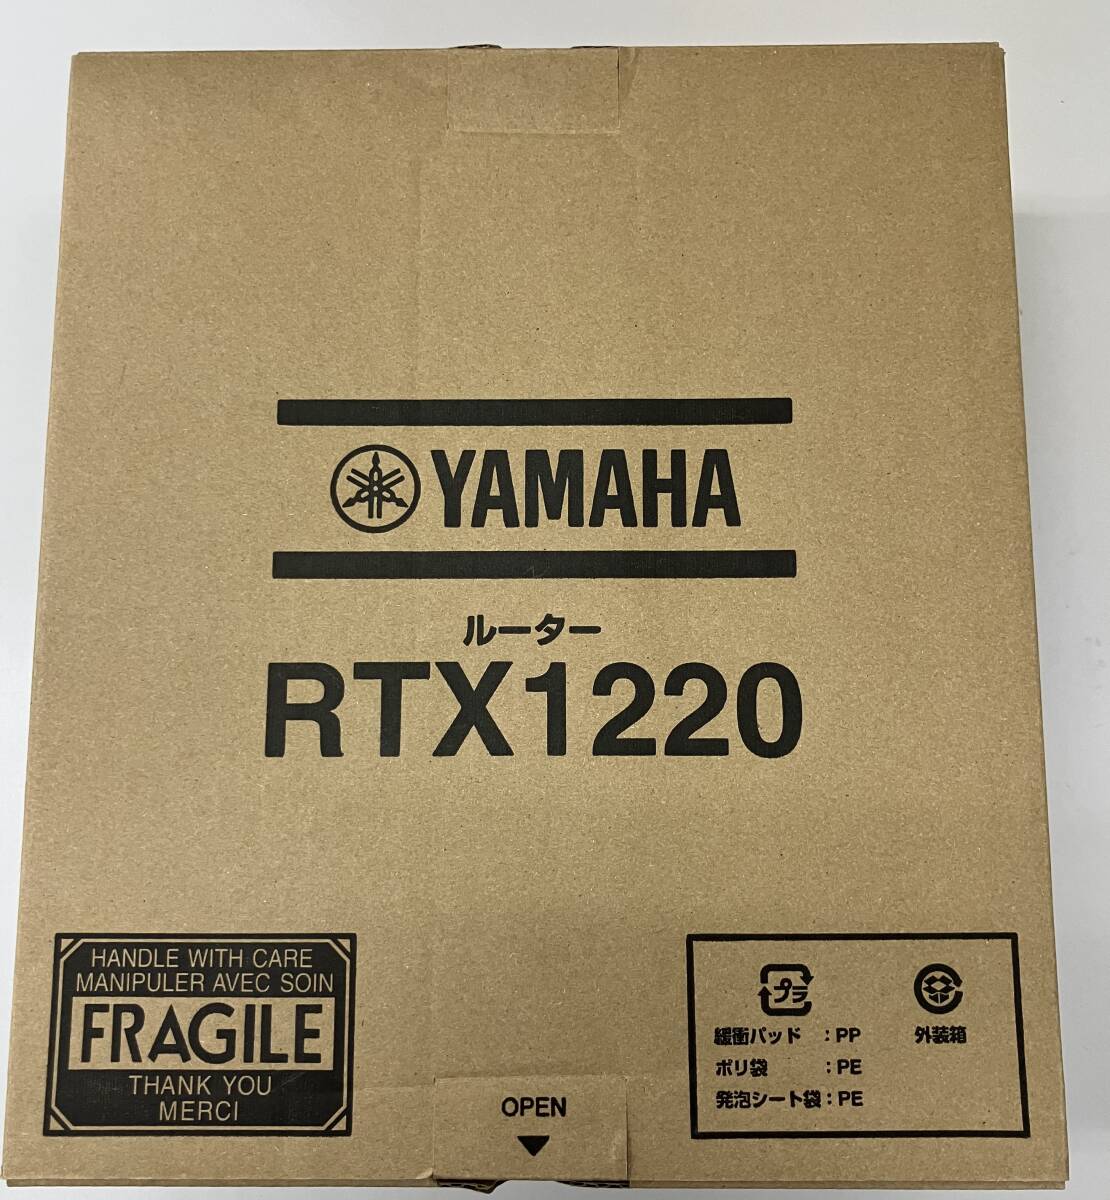 YAMAHA
ルーター
RTX1220
HANDLE WITH CARE
MANIPULER AVEC SOIN
FRAGILE
THANK YOU
MERCI
OPEN
プラ
緩衝パッド :PP
ポリ袋 :PE
発泡シート袋:PE
外装箱